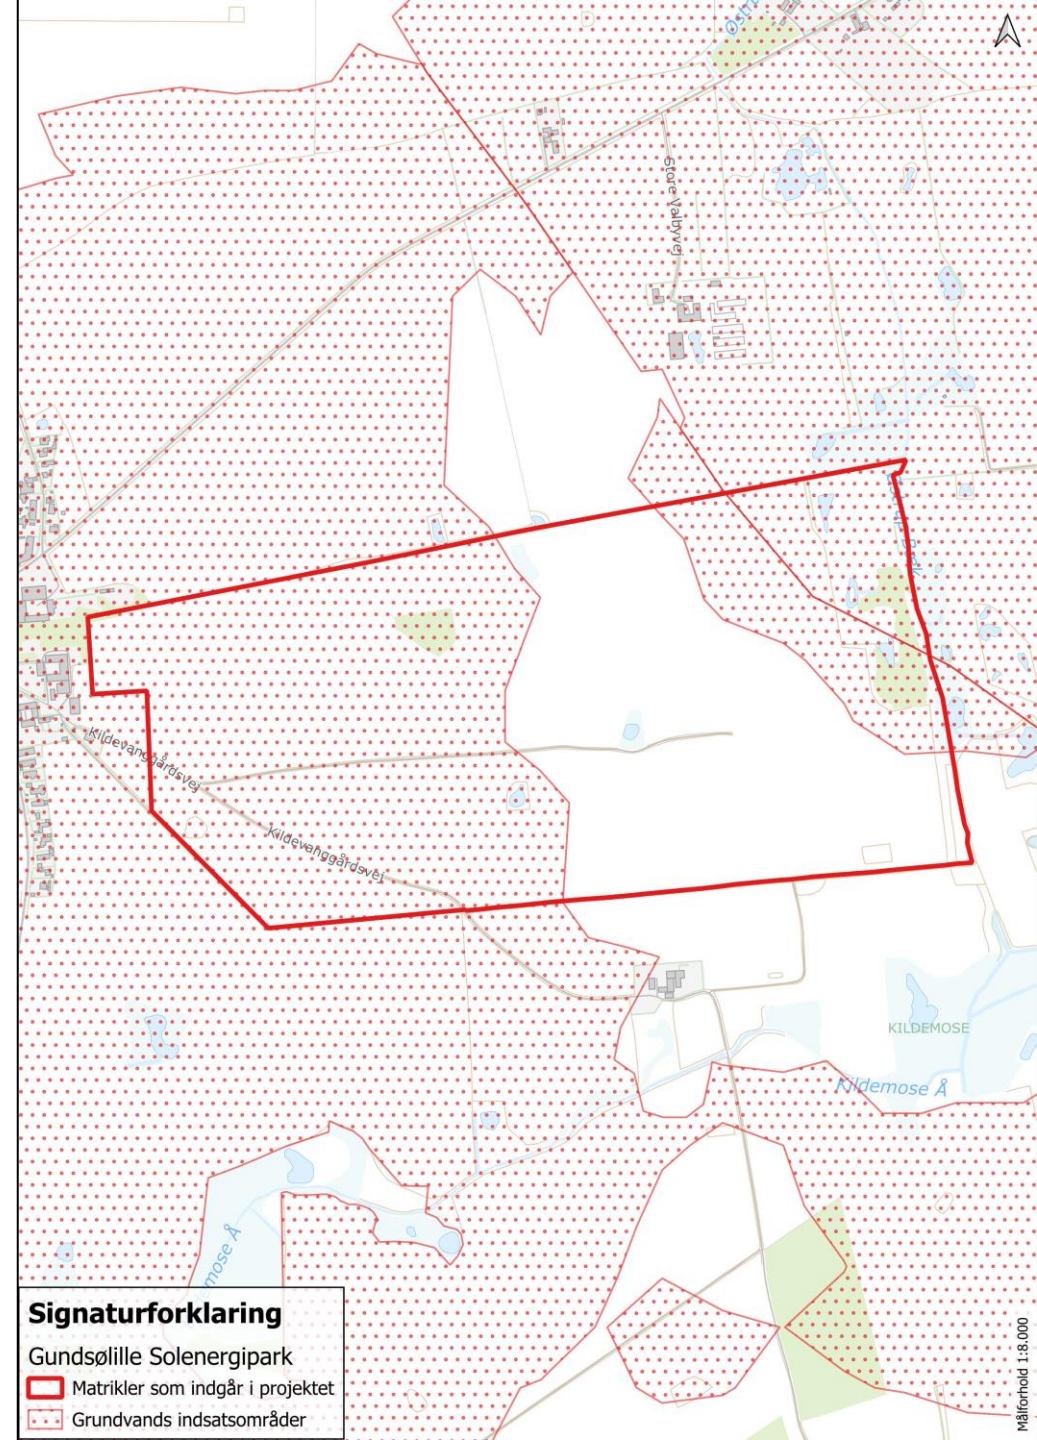 Østr
Store Valbyvej
Kildevanggårdsvej
Kildevanggårdsvej
KILDEMOSE
Kildemose Å
mose Å
Signaturforklaring
Gundsølille Solenergipark
Matrikler som indgår i projektet
Grundvands indsatsområder
Målforhold 1:8.000